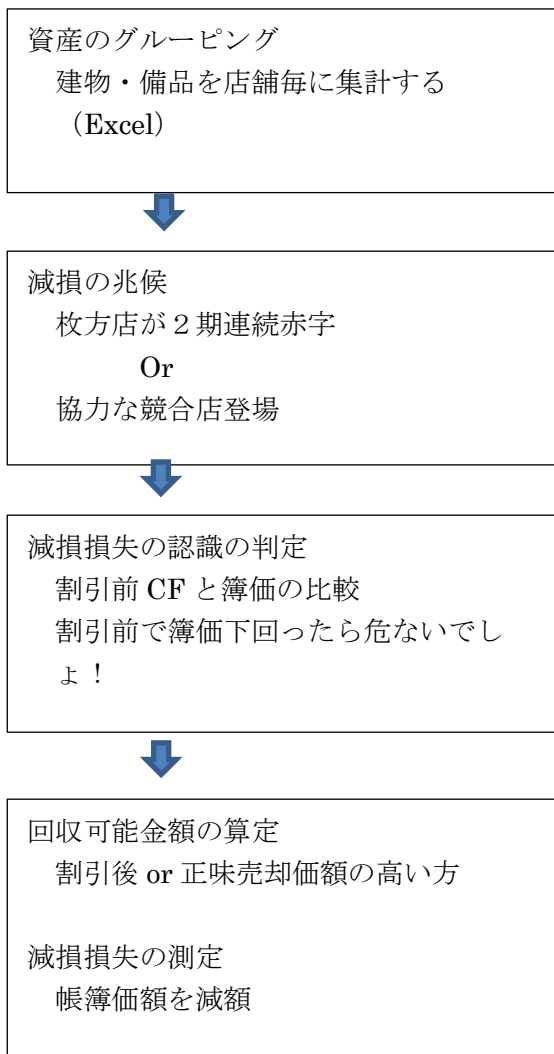 資産のグルーピング
建物・備品を店舗毎に集計する
（Excel）
減損の兆候
枚方店が２期連続赤字
Or
協力な競合店登場
減損損失の認識の判定
割引前 CF と簿価の比較
割引前で簿価下回ったら危ないでし
ょ！
回収可能金額の算定
割引後 or 正味売却価額の高い方
減損損失の測定
帳簿価額を減額